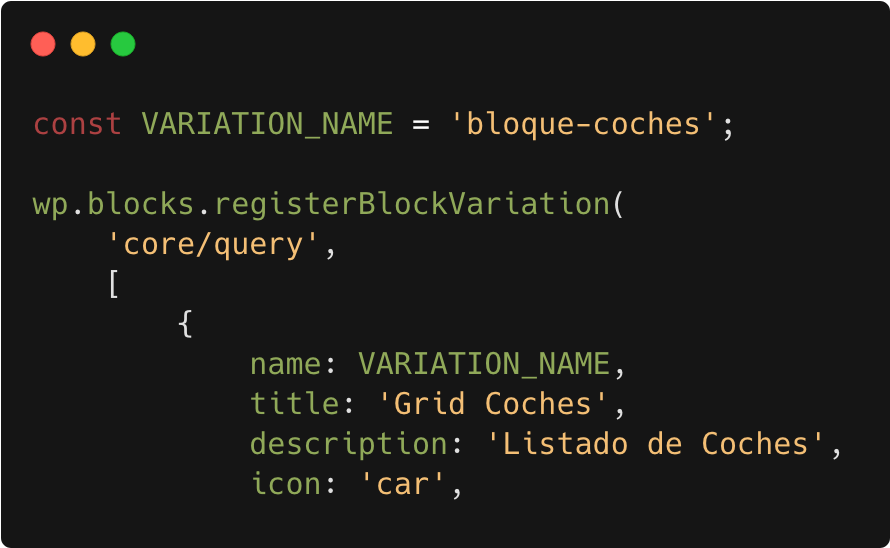 const VARIATION_NAME = 'bloque-coches';
wp.blocks.registerBlockVariation(
    'core/query',
    [
        {
            name: VARIATION_NAME,
            title: 'Grid Coches',
            description: 'Listado de Coches',
            icon: 'car',